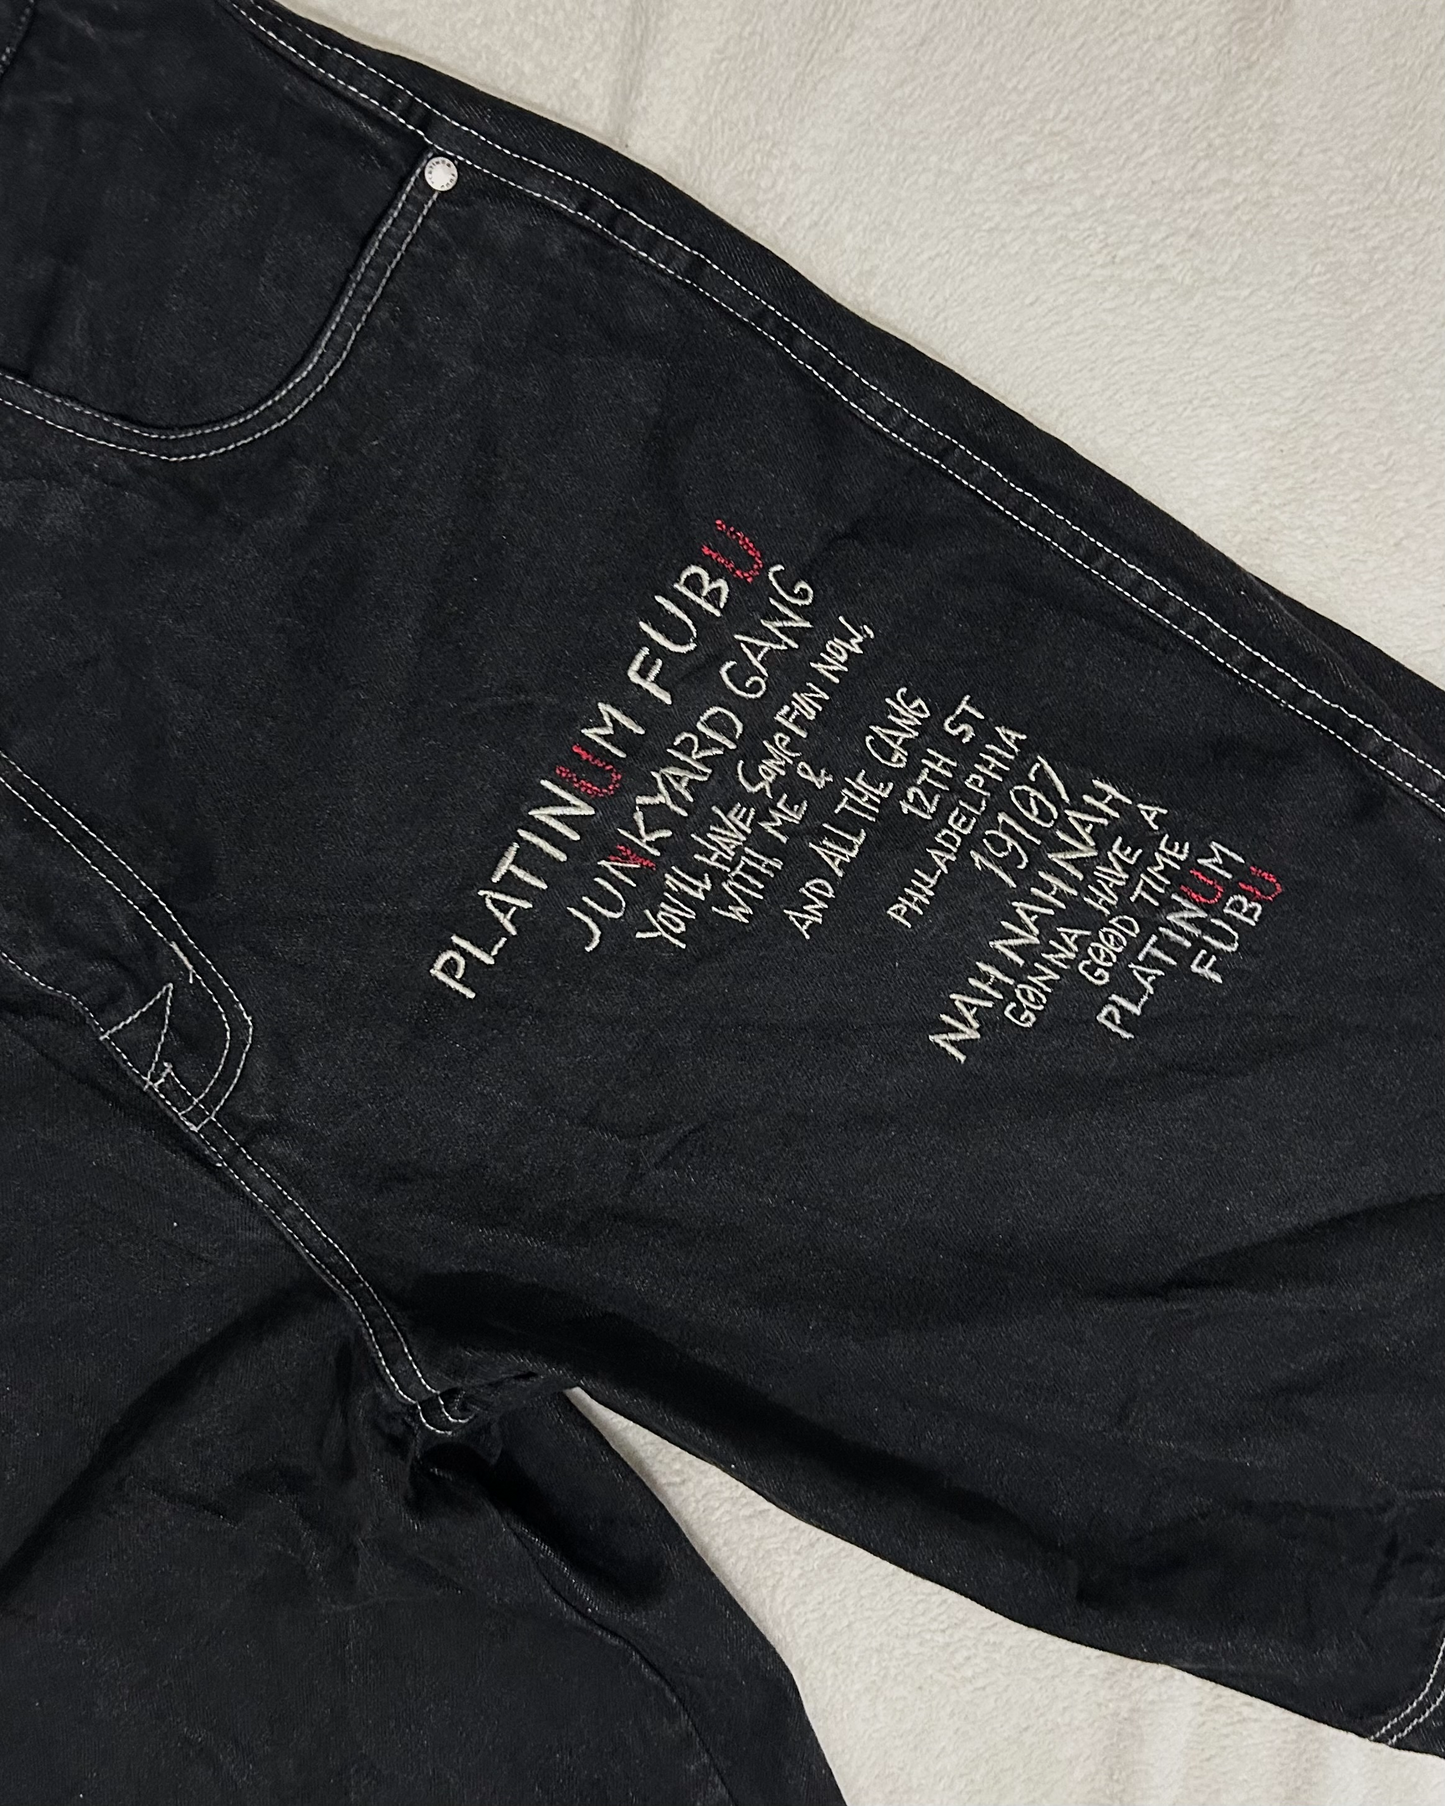 PLATINUM FUBU
JUNKYARD GANG
YOU'LL HAVE SOME FUN NOW,
WITH ME &
AND ALL THE GANG
12TH ST
PHILADELPHIA
19107
NAH NAH NAH
GONNA HAVE A
GOOD TIME
PLATINUM
FUBU